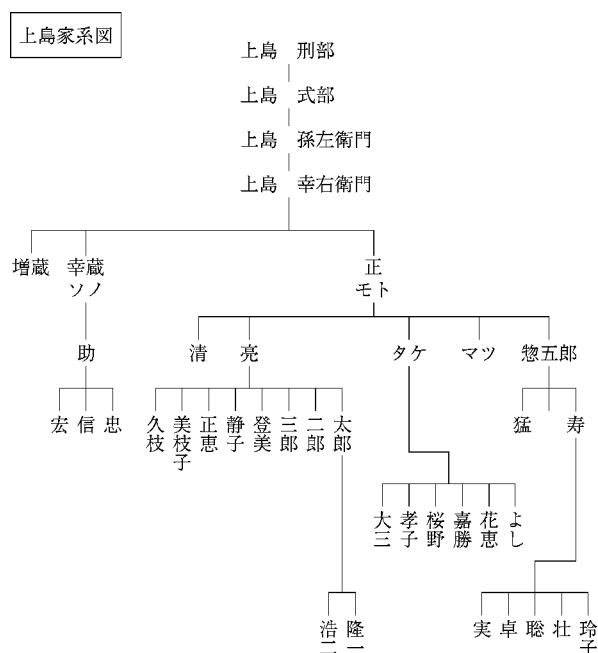 上島家系図
上島　刑部
上島　式部
上島　孫左衛門
上島　幸右衛門
増蔵
幸蔵
ソノ
正
モト
助
清
亮
タケ
マツ
惣五郎
宏
信
忠
久枝
美枝子
正恵
静子
登美
三郎
二郎
太郎
猛
寿
大三
孝子
桜野
嘉勝
花恵
よし
浩二
隆一
実
卓
聡
壮
玲子